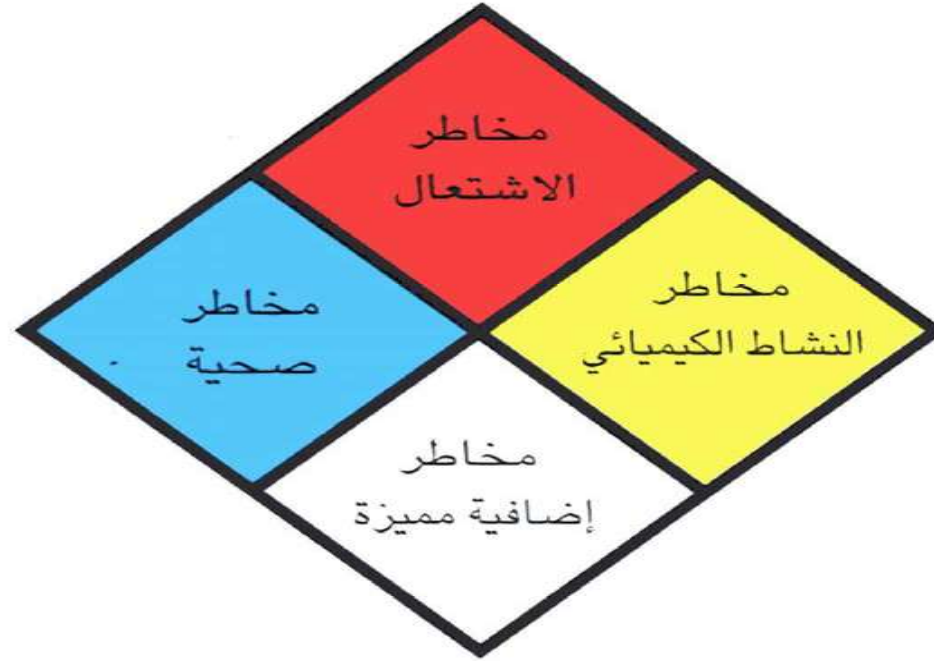 مخاطر
الاشتعال
مخاطر
النشاط الكيميائي
مخاطر
صحية
مخاطر
إضافية مميزة